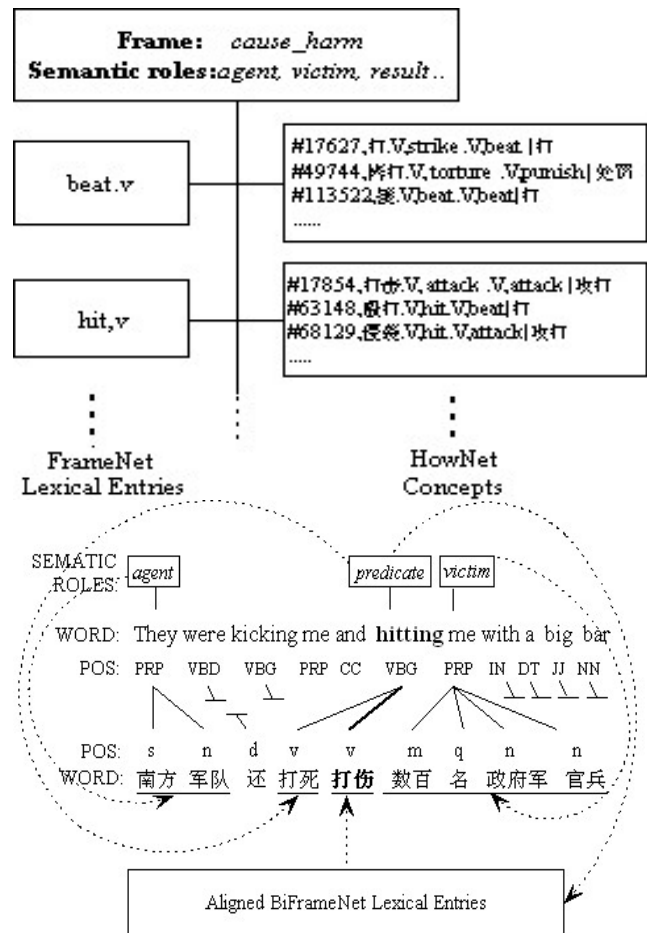 Frame: cause_harm
Semantic roles:agent, victim, result..
beat.v
#17627,打.V,strike .V,beat |打
#49744,拷打.V, torture .V,punish| 处罚
#113522, .V,beat.V,beat|打
......
hit,v
#17854,打击.V, attack .V,attack |攻打
#63148,殴打.V,hit.V,beat|打
#68129,侵袭.V,hit.V,attack|攻打
.....
FrameNet
Lexical Entries
HowNet
Concepts
SEMATIC
ROLES:
agent predicate victim
WORD: They were kicking me and hitting me with a big bar
POS: PRP VBD VBG PRP CC VBG PRP IN DT JJ NN
POS: s n d v v m q n n
WORD: 南方 军队 还 打死 打伤 数百 名 政府军 官兵
Aligned BiFrameNet Lexical Entries